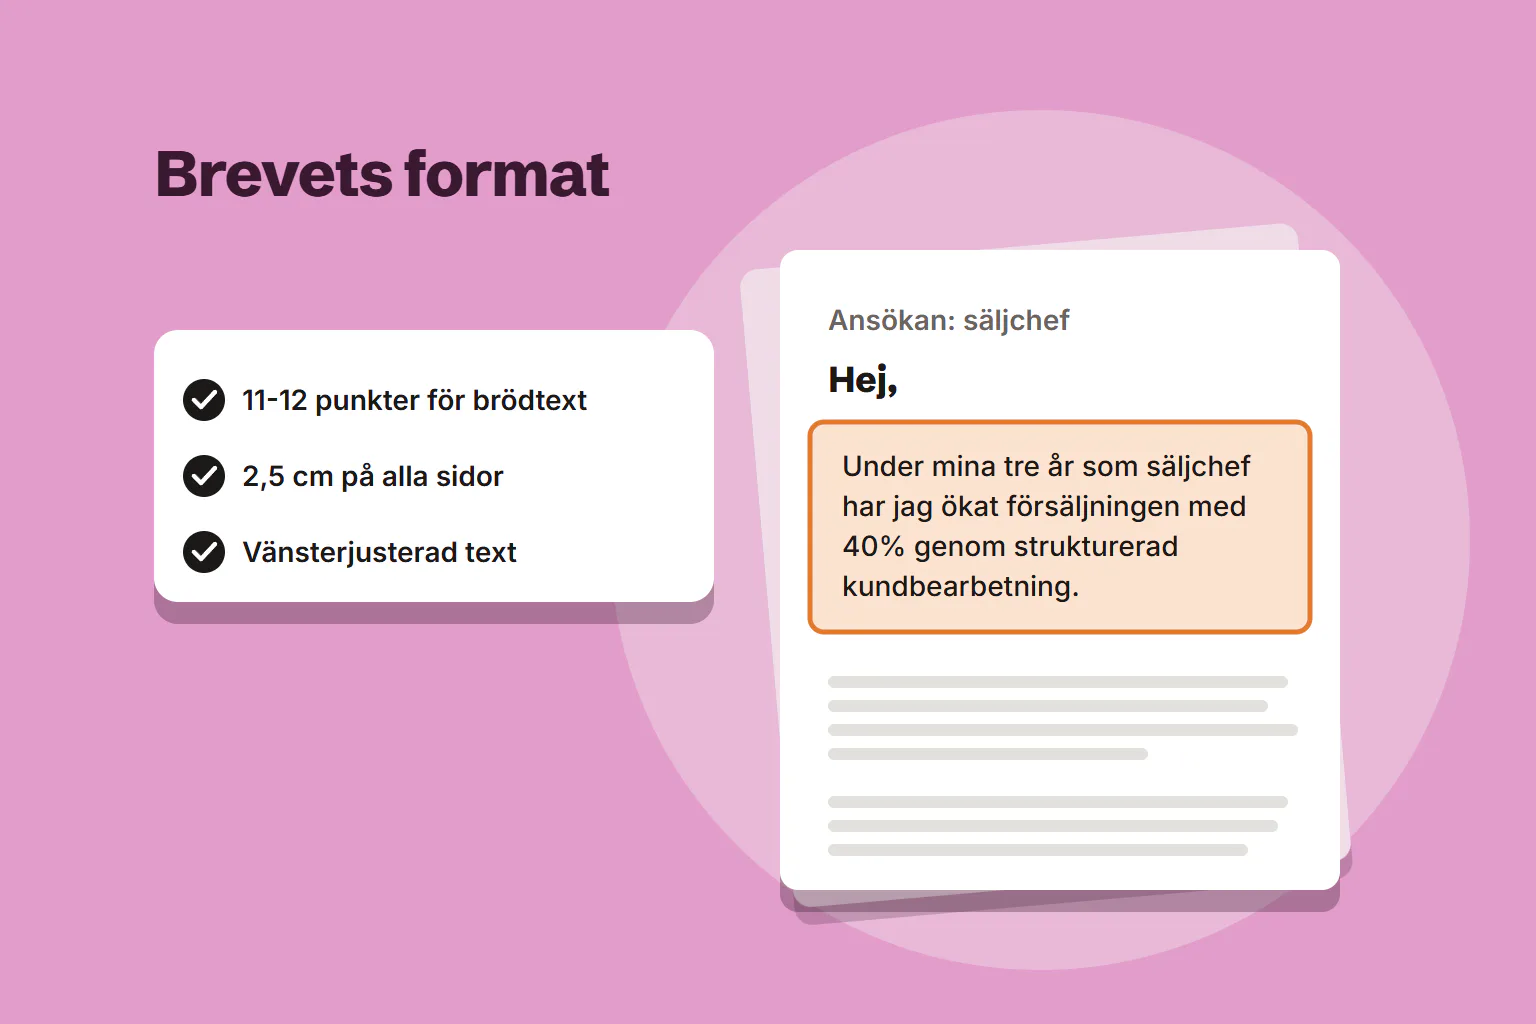 Brevets format
11-12 punkter för brödtext
2,5 cm på alla sidor
Vänsterjusterad text
Ansökan: säljchef
Hej,
Under mina tre år som säljchef
har jag ökat försäljningen med
40% genom strukturerad
kundbearbetning.